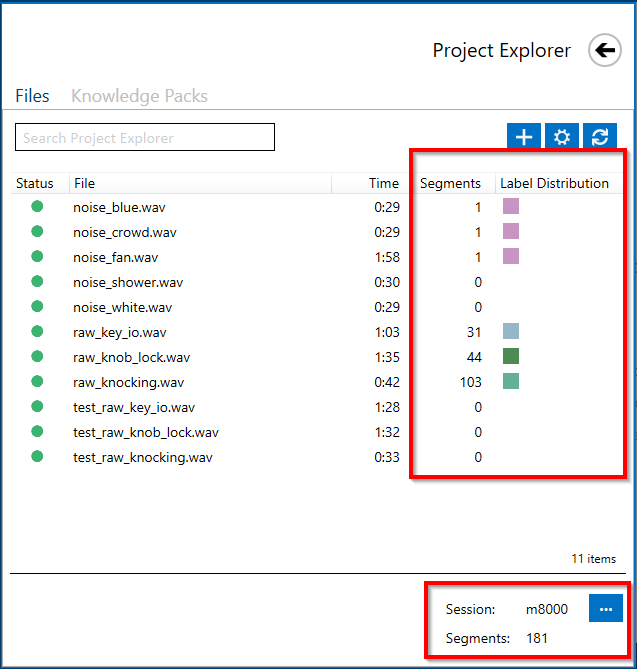 Project Explorer
Files Knowledge Packs
Search Project Explorer
Status File Time Segments Label Distribution
noise_blue.wav 0:29 1
noise_crowd.wav 0:29 1
noise_fan.wav 1:58 1
noise_shower.wav 0:30 0
noise_white.wav 0:29 0
raw_key_io.wav 1:03 31
raw_knob_lock.wav 1:35 44
raw_knocking.wav 0:42 103
test_raw_key_io.wav 1:28 0
test_raw_knob_lock.wav 1:32 0
test_raw_knocking.wav 0:33 0
11 items
Session: m8000 ...
Segments: 181